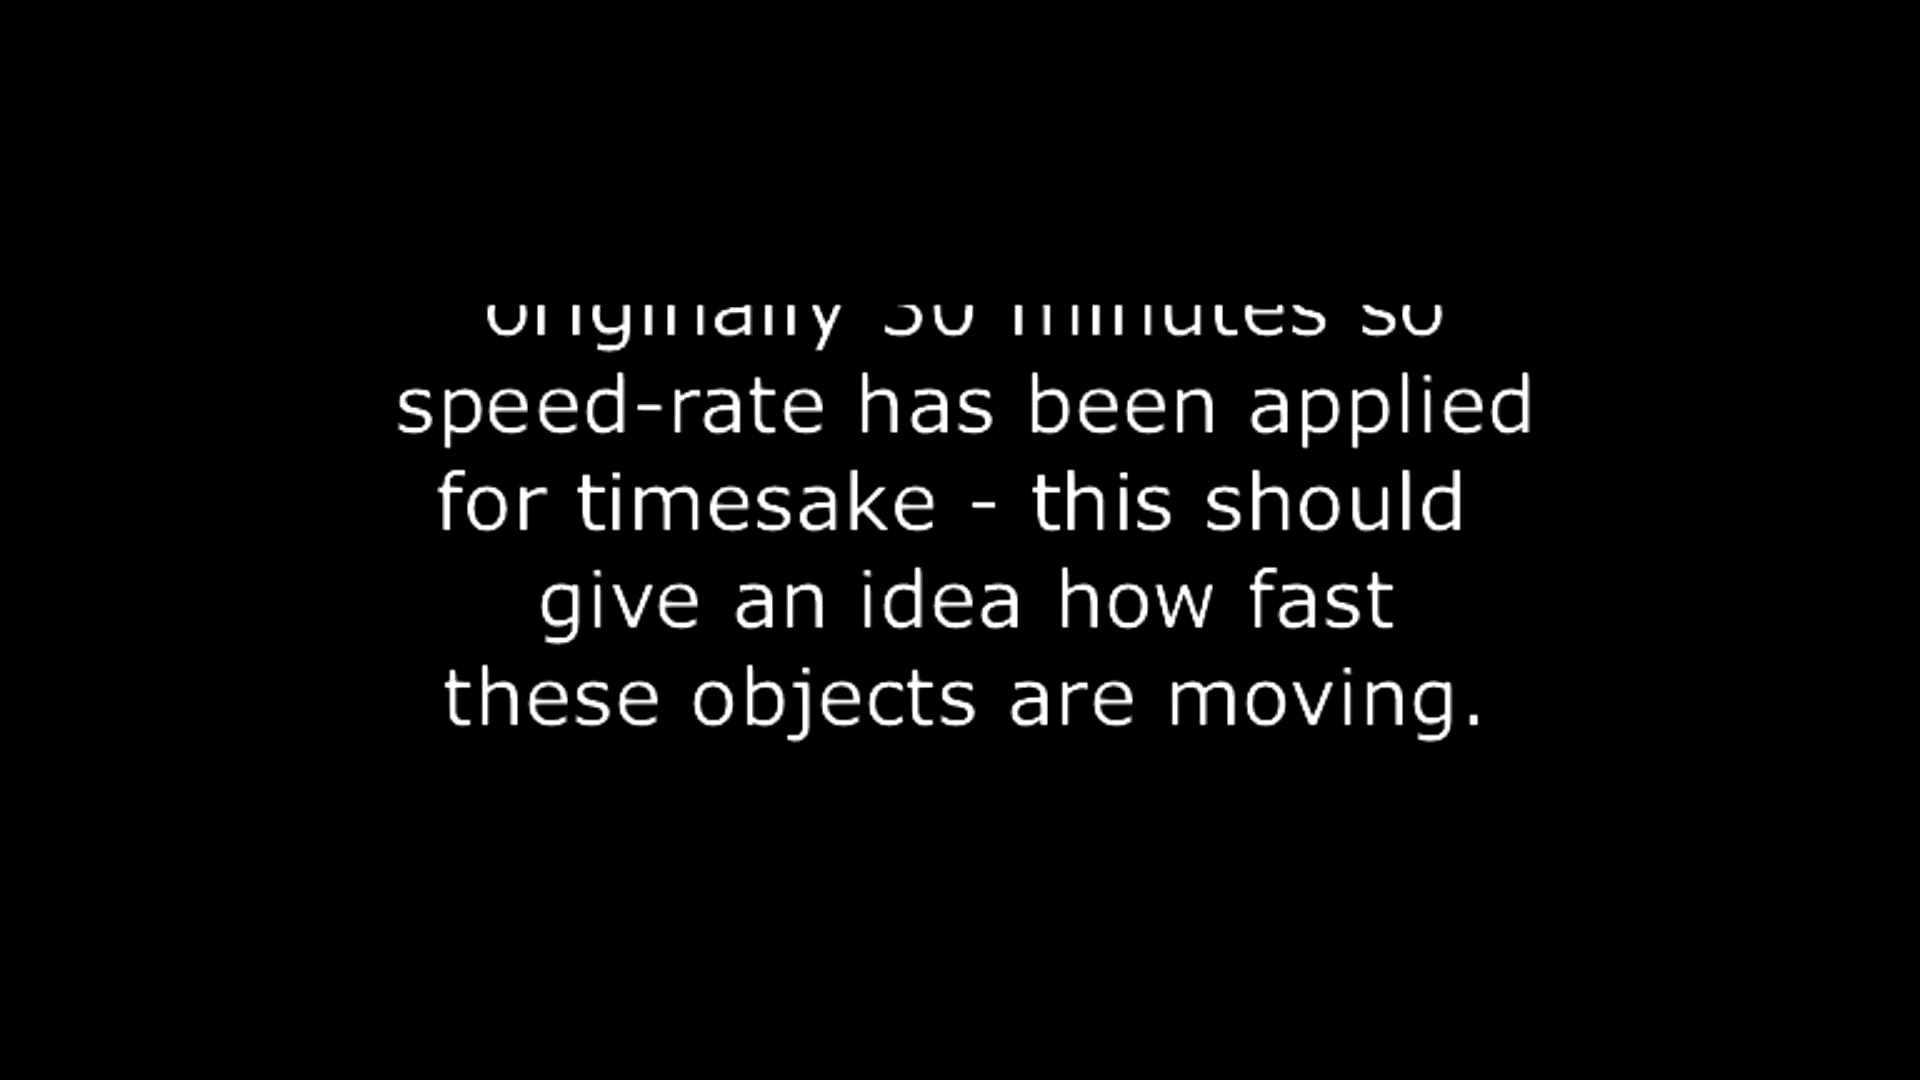 originally 30 minutes so
speed-rate has been applied
for timesake - this should
give an idea how fast
these objects are moving.